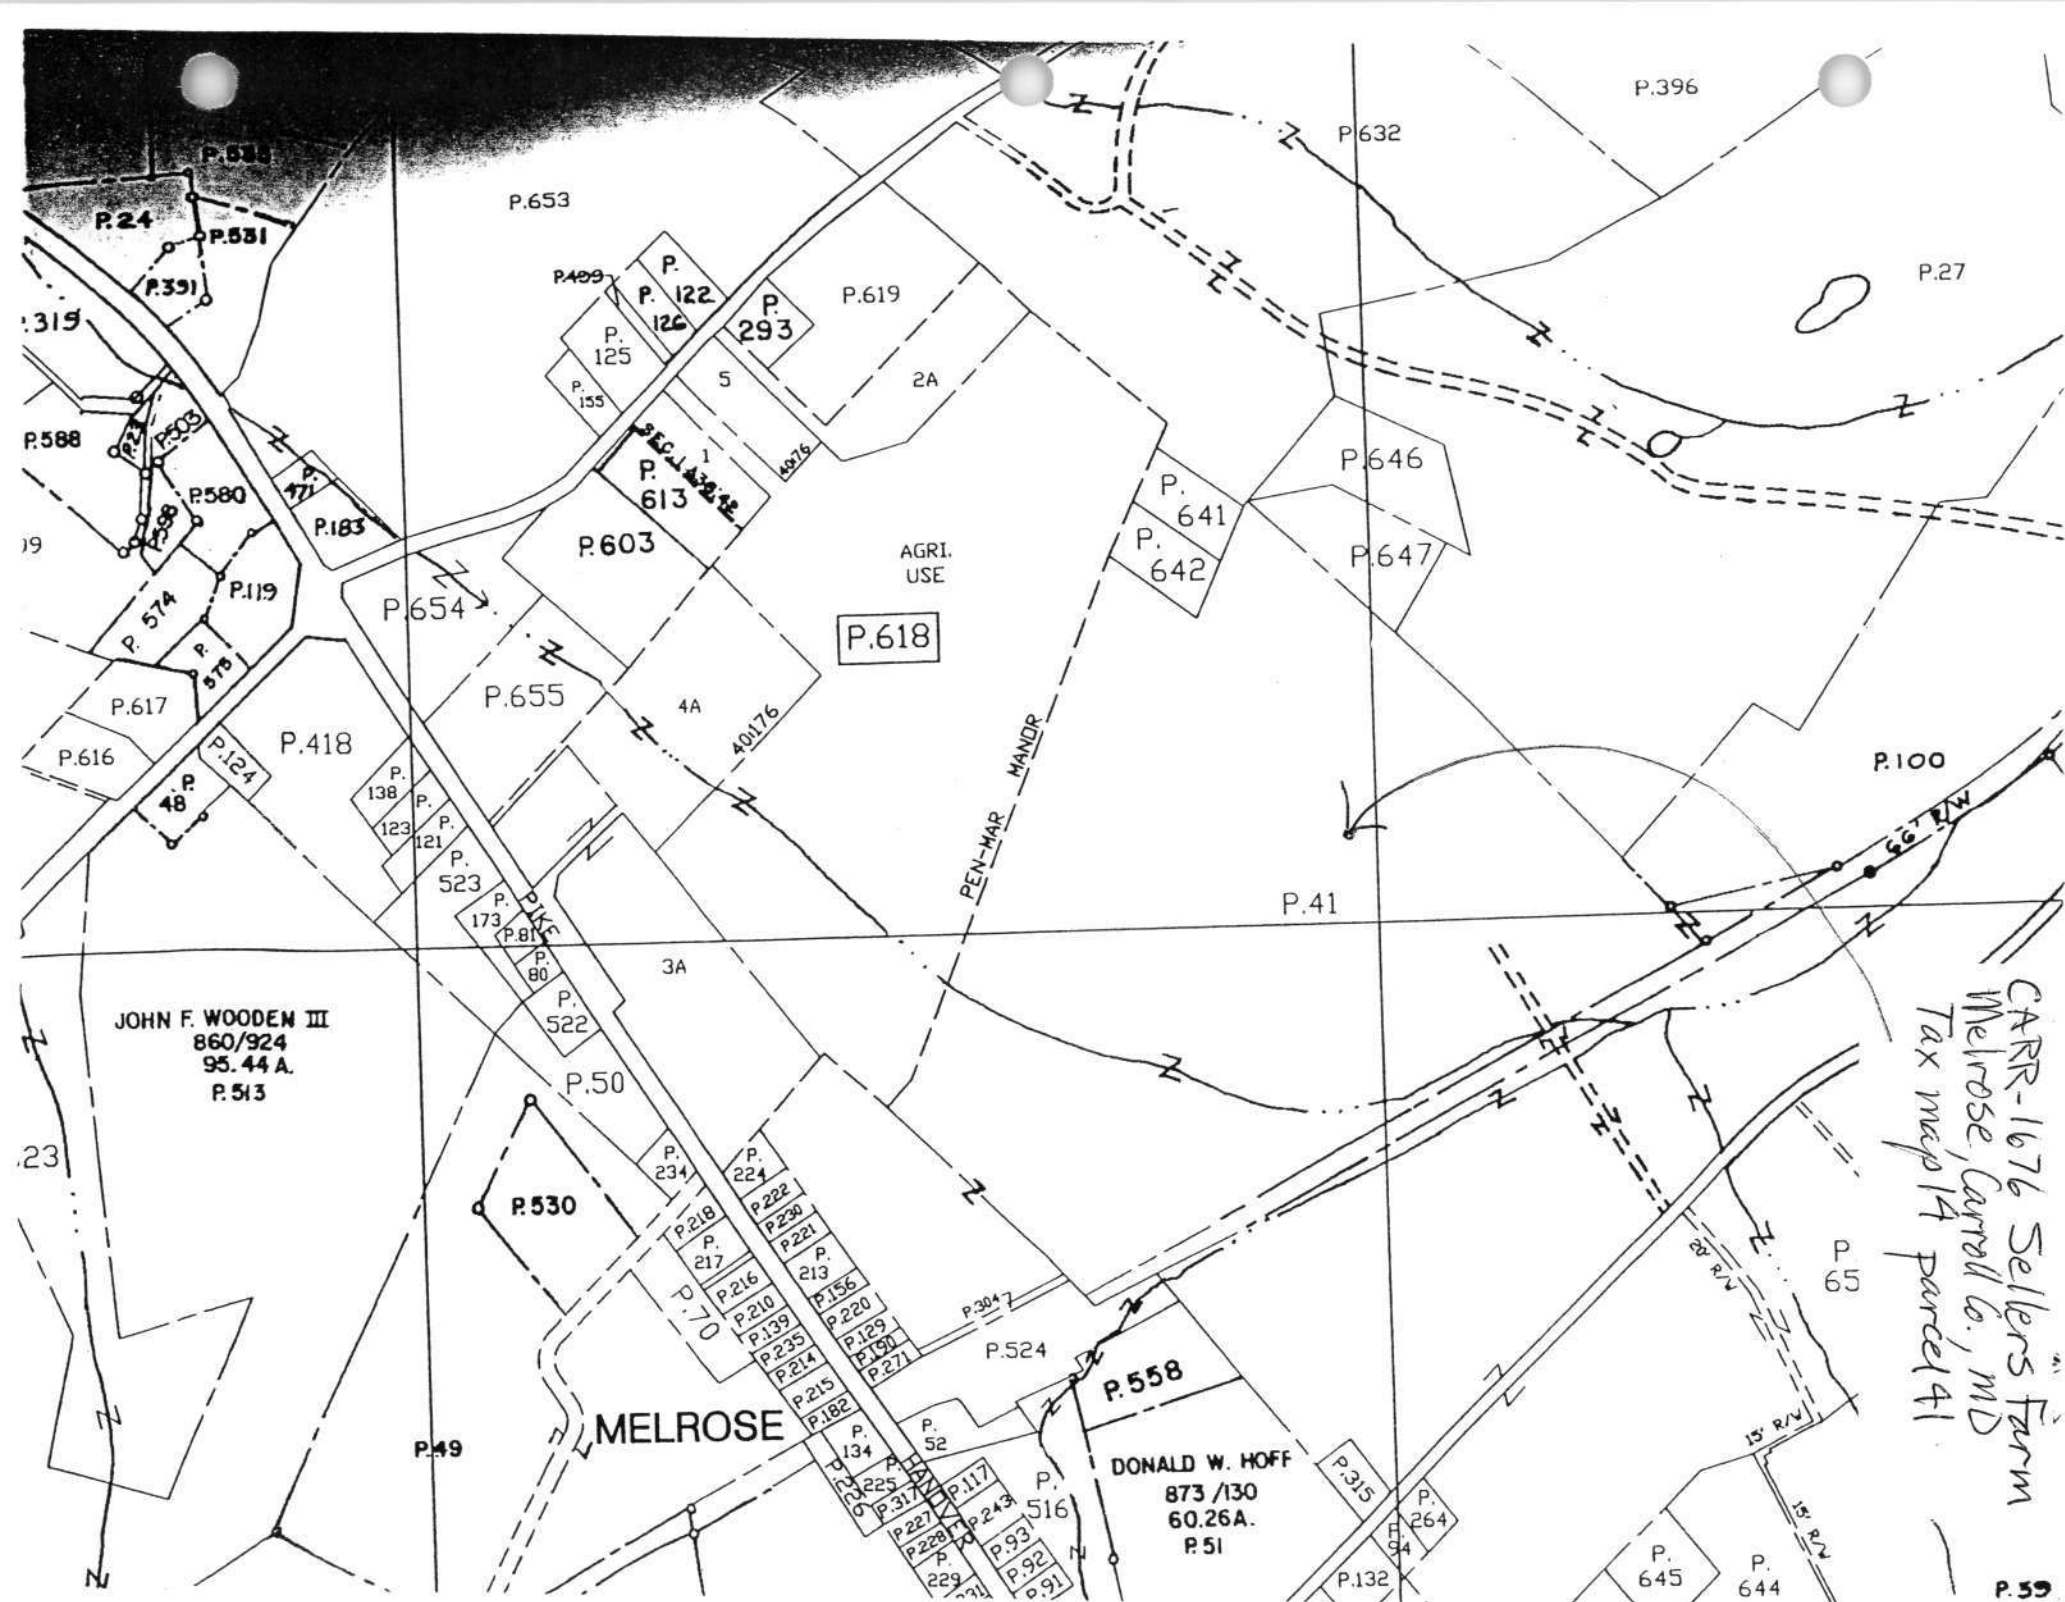 P.396
P.632
P.653
P.24
P.531
P.391
P.27
P.499
P. 122
P. 126
P. 293
P.619
P. 125
P. 155
5
2A
P.588
P.503
P. 471
P.580
P.183
1
40:76
P. 613
P.603
P.646
P. 641
P. 642
P.647
AGRI.
USE
P.618
P.119
P. 574
P. 575
P.654
P.655
4A
40:176
P.617
P.616
P.124
P. 48
P.418
P. 138
P. 123
P. 121
P. 523
P. 173
P.81
P. 80
P. 522
PIKE
PEN-MAR MANOR
P.100
66' R/W
P.41
3A
JOHN F. WOODEN III
860/924
95.44 A.
P.513
P.50
P.530
P. 234
P. 224
P.222
P.230
P.221
P. 213
P.156
P.220
P.129
P.190
P.271
P.218
P. 217
P.216
P.210
P.139
P.235
P.214
P.215
P.182
P.70
P. 134
P. 225
P.226
P.317
P.227
P.228
P. 229
HANOVER
P. 52
P.117
P.243
P.93
P.92
P.91
P. 516
P.304
P.524
P.558
MELROSE
P.49
DONALD W. HOFF
873/130
60.26A.
P.51
P.315
P. 264
P. 94
P.132
P 65
20' R/W
15' R/W
15' R/W
P. 645
P. 644
P.59
CARR-1676 Sellers Farm
Melrose, Carroll Co., MD
Tax map 14 parcel 41